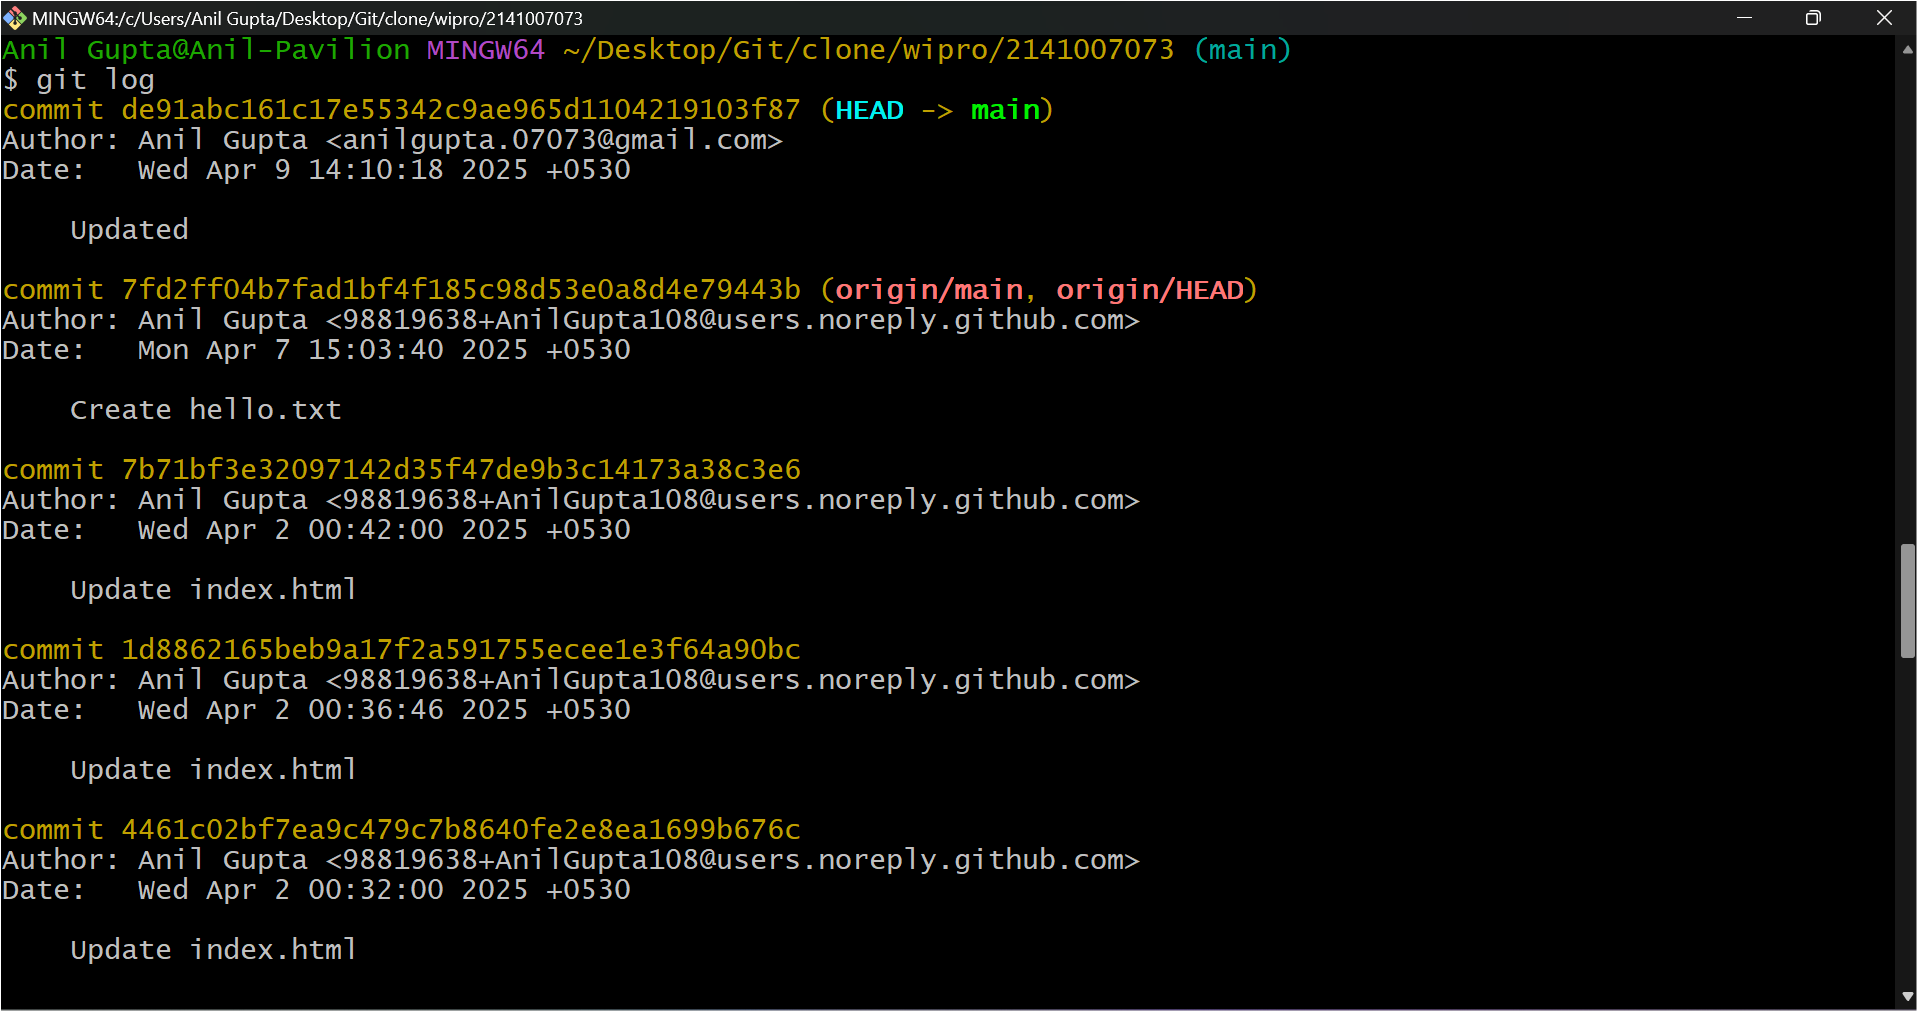 MINGW64:/c/Users/Anil Gupta/Desktop/Git/clone/wipro/2141007073
Anil Gupta@Anil-Pavilion MINGW64 ~/Desktop/Git/clone/wipro/2141007073 (main)
$ git log
commit de91abc161c17e55342c9ae965d1104219103f87 (HEAD -> main)
Author: Anil Gupta <anilgupta.07073@gmail.com>
Date:   Wed Apr 9 14:10:18 2025 +0530
    Updated
commit 7fd2ff04b7fad1bf4f185c98d53e0a8d4e79443b (origin/main, origin/HEAD)
Author: Anil Gupta <98819638+AnilGupta108@users.noreply.github.com>
Date:   Mon Apr 7 15:03:40 2025 +0530
    Create hello.txt
commit 7b71bf3e32097142d35f47de9b3c14173a38c3e6
Author: Anil Gupta <98819638+AnilGupta108@users.noreply.github.com>
Date:   Wed Apr 2 00:42:00 2025 +0530
    Update index.html
commit 1d8862165beb9a17f2a591755ecee1e3f64a90bc
Author: Anil Gupta <98819638+AnilGupta108@users.noreply.github.com>
Date:   Wed Apr 2 00:36:46 2025 +0530
    Update index.html
commit 4461c02bf7ea9c479c7b8640fe2e8ea1699b676c
Author: Anil Gupta <98819638+AnilGupta108@users.noreply.github.com>
Date:   Wed Apr 2 00:32:00 2025 +0530
    Update index.html